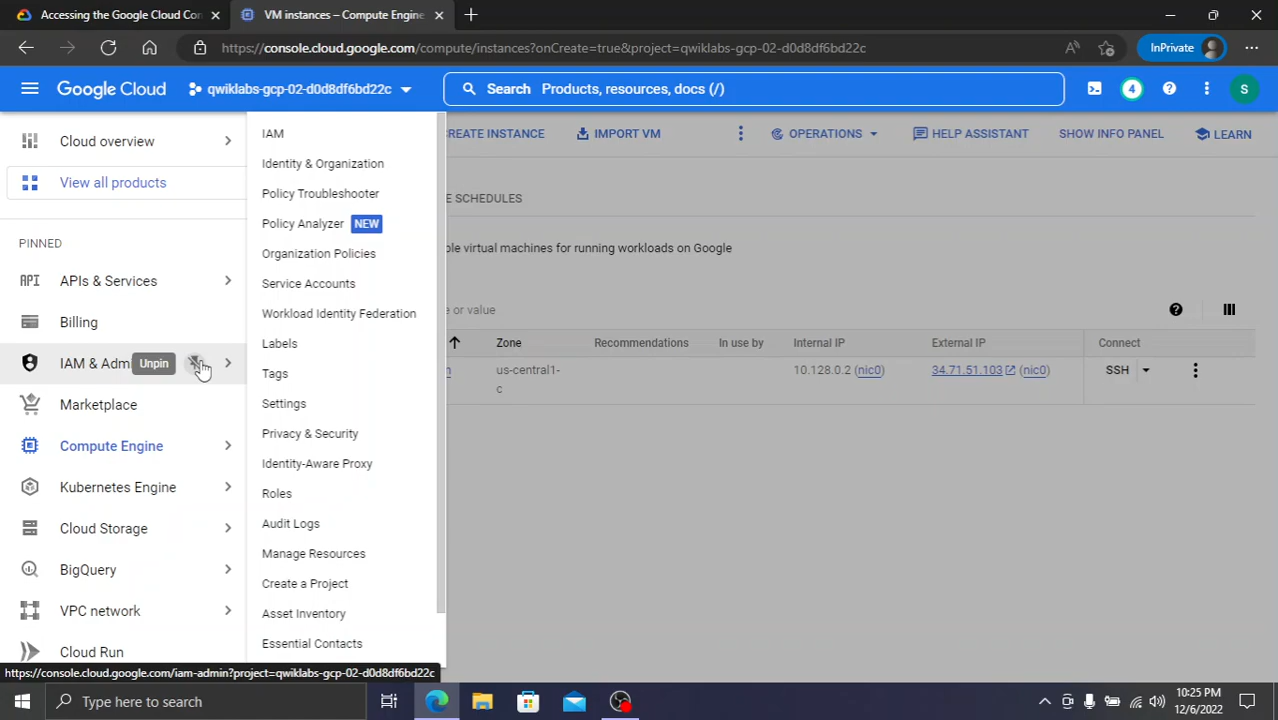 Accessing the Google Cloud Con
VM instances – Compute Engine
https://console.cloud.google.com/compute/instances?onCreate=true&project=qwiklabs-gcp-02-d0d8df6bd22c
InPrivate
Google Cloud
qwiklabs-gcp-02-d0d8df6bd22c
Search Products, resources, docs (/)
4
S
Cloud overview
View all products
PINNED
APIs & Services
Billing
IAM & Admi
Unpin
Marketplace
Compute Engine
Kubernetes Engine
Cloud Storage
BigQuery
VPC network
Cloud Run
IAM
Identity & Organization
Policy Troubleshooter
Policy Analyzer NEW
Organization Policies
Service Accounts
Workload Identity Federation
Labels
Tags
Settings
Privacy & Security
Identity-Aware Proxy
Roles
Audit Logs
Manage Resources
Create a Project
Asset Inventory
Essential Contacts
CREATE INSTANCE
IMPORT VM
OPERATIONS
HELP ASSISTANT
SHOW INFO PANEL
LEARN
E SCHEDULES
ble virtual machines for running workloads on Google
e or value
Zone
Recommendations
In use by
Internal IP
External IP
Connect
n
us-central1-
c
10.128.0.2 (nic0)
34.71.51.103 (nic0)
SSH
https://console.cloud.google.com/iam-admin?project=qwiklabs-gcp-02-d0d8df6bd22c
Type here to search
10:25 PM
12/6/2022